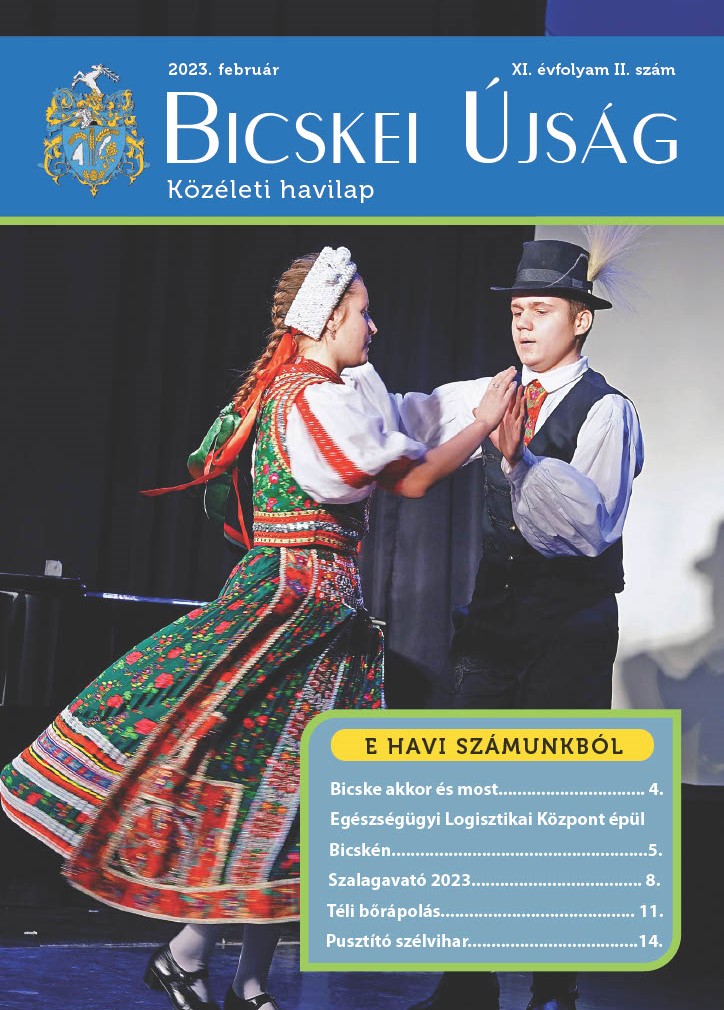 2023. február
XI. évfolyam II. szám
Bicskei Újság
Közéleti havilap
E HAVI SZÁMUNKBÓL
Bicske akkor és most.............................. 4.
Egészségügyi Logisztikai Központ épül
Bicskén.....................................................5.
Szalagavató 2023................................... 8.
Téli bőrápolás........................................ 11.
Pusztító szélvihar...................................14.